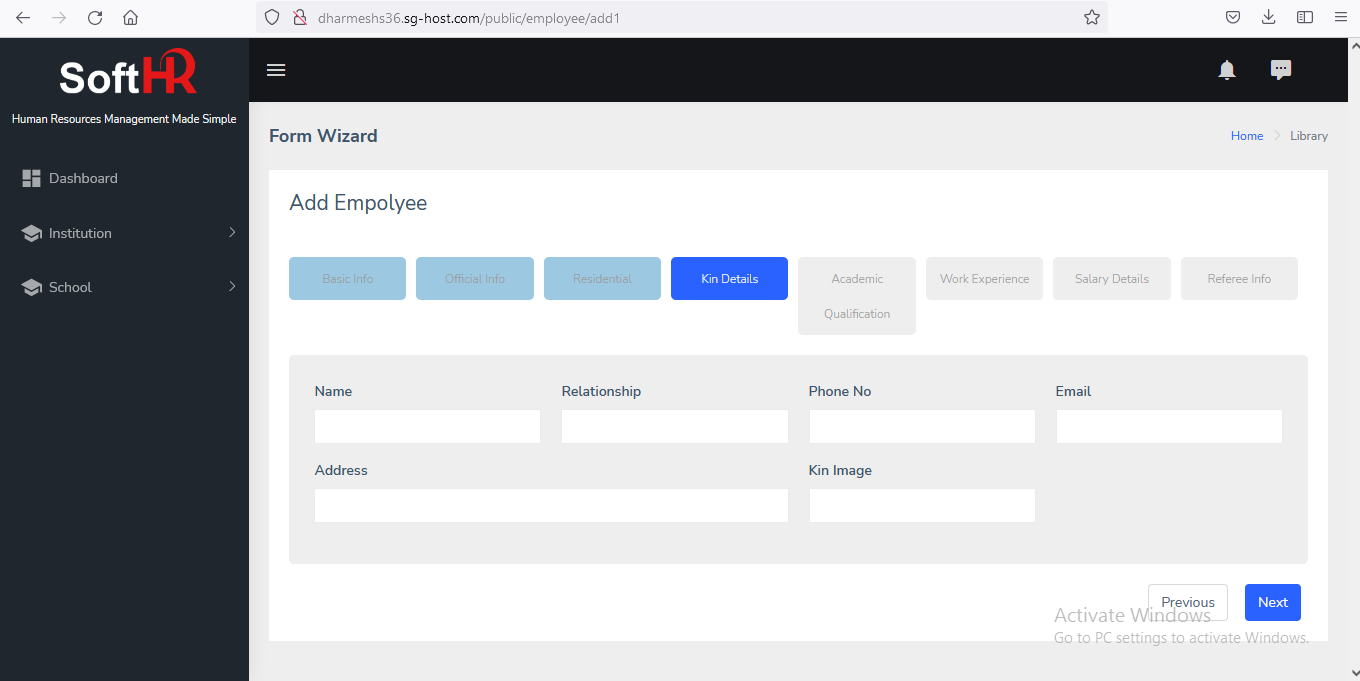 dharmeshs36.sg-host.com/public/employee/add1
SoftHR
Human Resources Management Made Simple
Form Wizard
Home
Library
Dashboard
Institution
School
Add Empolyee
Basic Info
Official Info
Residential
Kin Details
Academic
Qualification
Work Experience
Salary Details
Referee Info
Name
Relationship
Phone No
Email
Address
Kin Image
Previous
Next
Activate Windows
Go to PC settings to activate Windows.